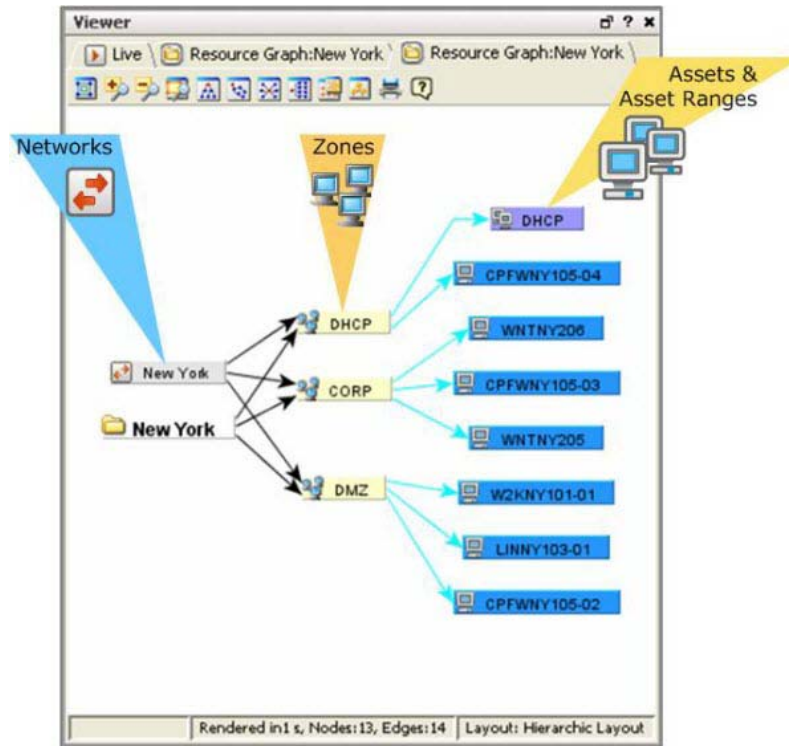 Viewer
Live
Resource Graph:New York
Resource Graph:New York
Assets &
Asset Ranges
Networks
Zones
DHCP
CPFWNY105-04
DHCP
WNTNY206
New York
CORP
CPFWNY105-03
New York
WNTNY205
DMZ
W2KNY101-01
LINNY103-01
CPFWNY105-02
Rendered in1 s, Nodes:13, Edges:14
Layout: Hierarchic Layout